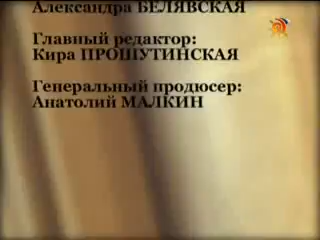 Александра БЕЛЯВСКАЯ
Главный редактор:
Кира ПРОШУТИНСКАЯ
Генеральный продюсер:
Анатолий МАЛКИН